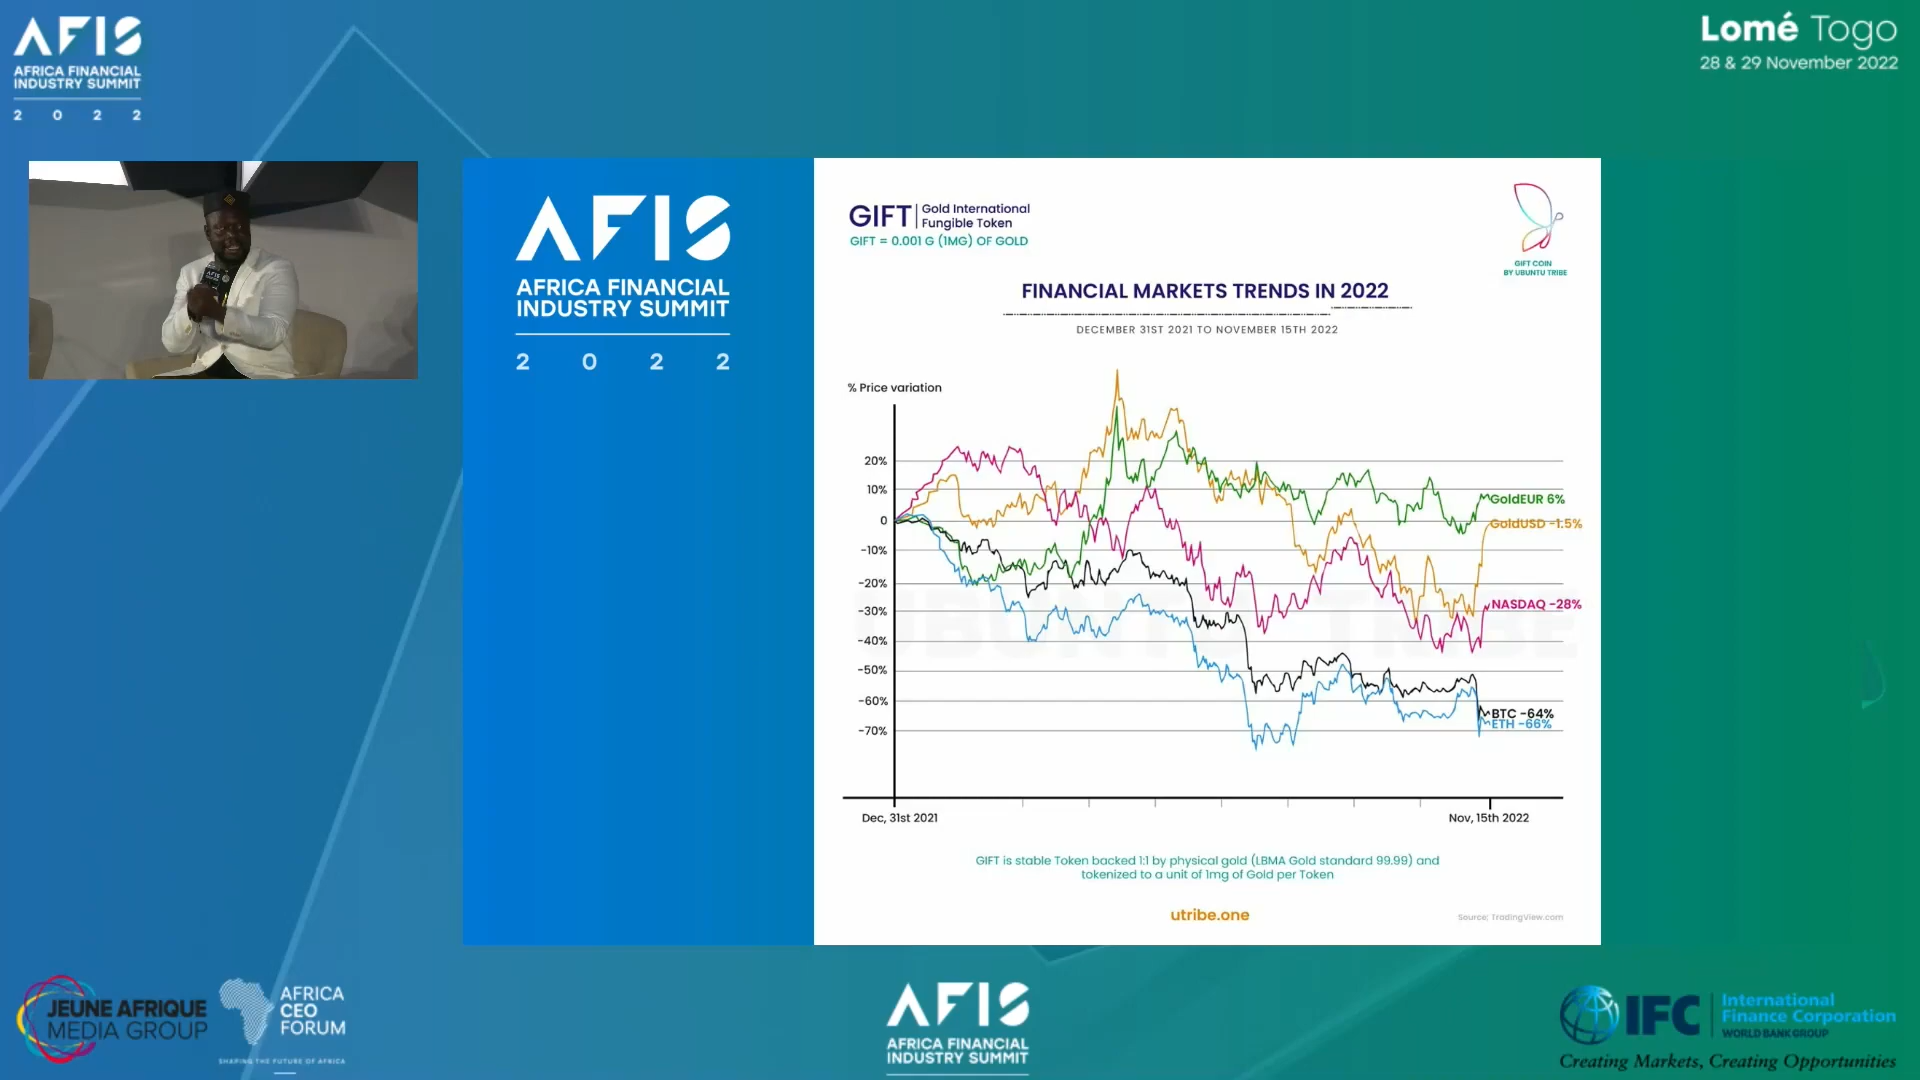 AFIS
AFRICA FINANCIAL
INDUSTRY SUMMIT
2 0 2 2
Lomé Togo
28 & 29 November 2022
AFIS
AFIS
AFRICA FINANCIAL
INDUSTRY SUMMIT
2 0 2 2
GIFT Gold International
Fungible Token
GIFT = 0.001 G (1MG) OF GOLD
GIFT COIN
BY UBUNTU TRIBE
FINANCIAL MARKETS TRENDS IN 2022
DECEMBER 31ST 2021 TO NOVEMBER 15TH 2022
% Price variation
20%
10%
0
-10%
-20%
-30%
-40%
-50%
-60%
-70%
GoldEUR 6%
GoldUSD -1.5%
NASDAQ -28%
BTC -64%
ETH -66%
UBUNTU TRIBE
Dec, 31st 2021
Nov, 15th 2022
GIFT is stable Token backed 1:1 by physical gold (LBMA Gold standard 99.99) and
tokenized to a unit of 1mg of Gold per Token
utribe.one
Source; TradingView.com
JEUNE AFRIQUE
MEDIA GROUP
AFRICA
CEO
FORUM
SHAPING THE FUTURE OF AFRICA
AFIS
AFRICA FINANCIAL
INDUSTRY SUMMIT
IFC International
Finance Corporation
WORLD BANK GROUP
Creating Markets, Creating Opportunities